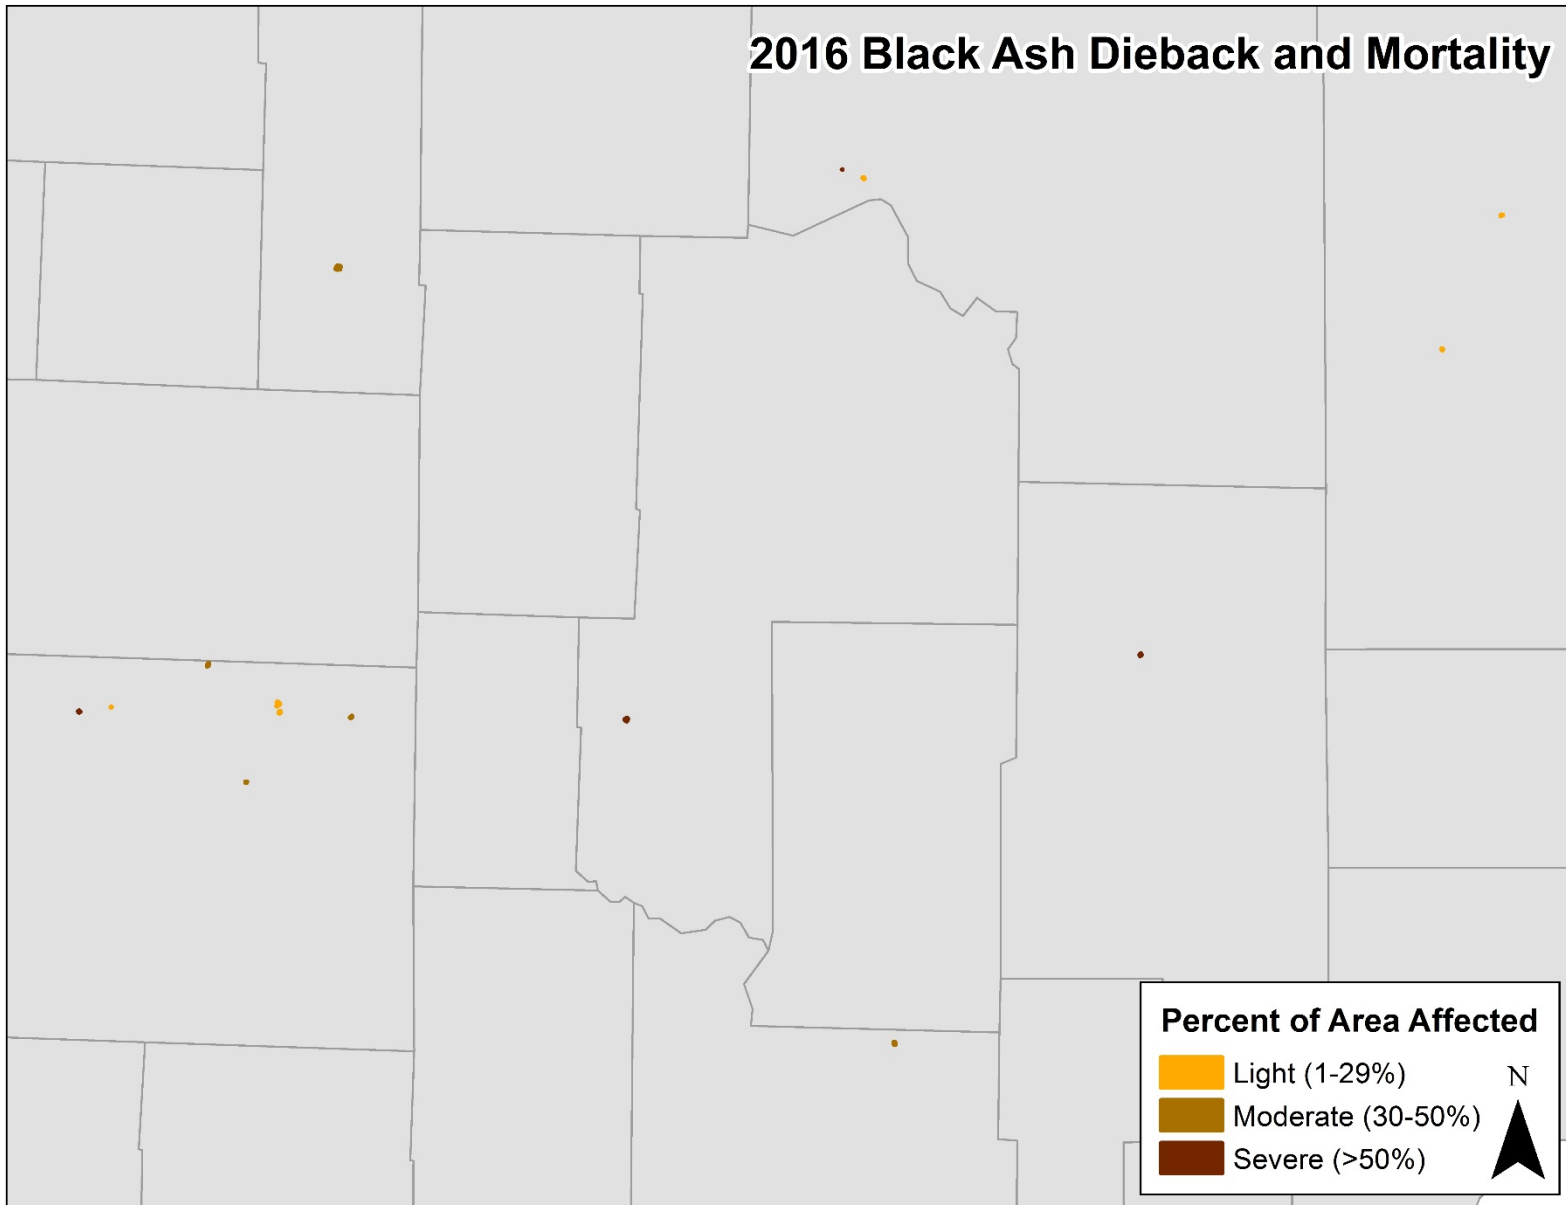 2016 Black Ash Dieback and Mortality
Percent of Area Affected
Light (1-29%)
N
Moderate (30-50%)
Severe (>50%)